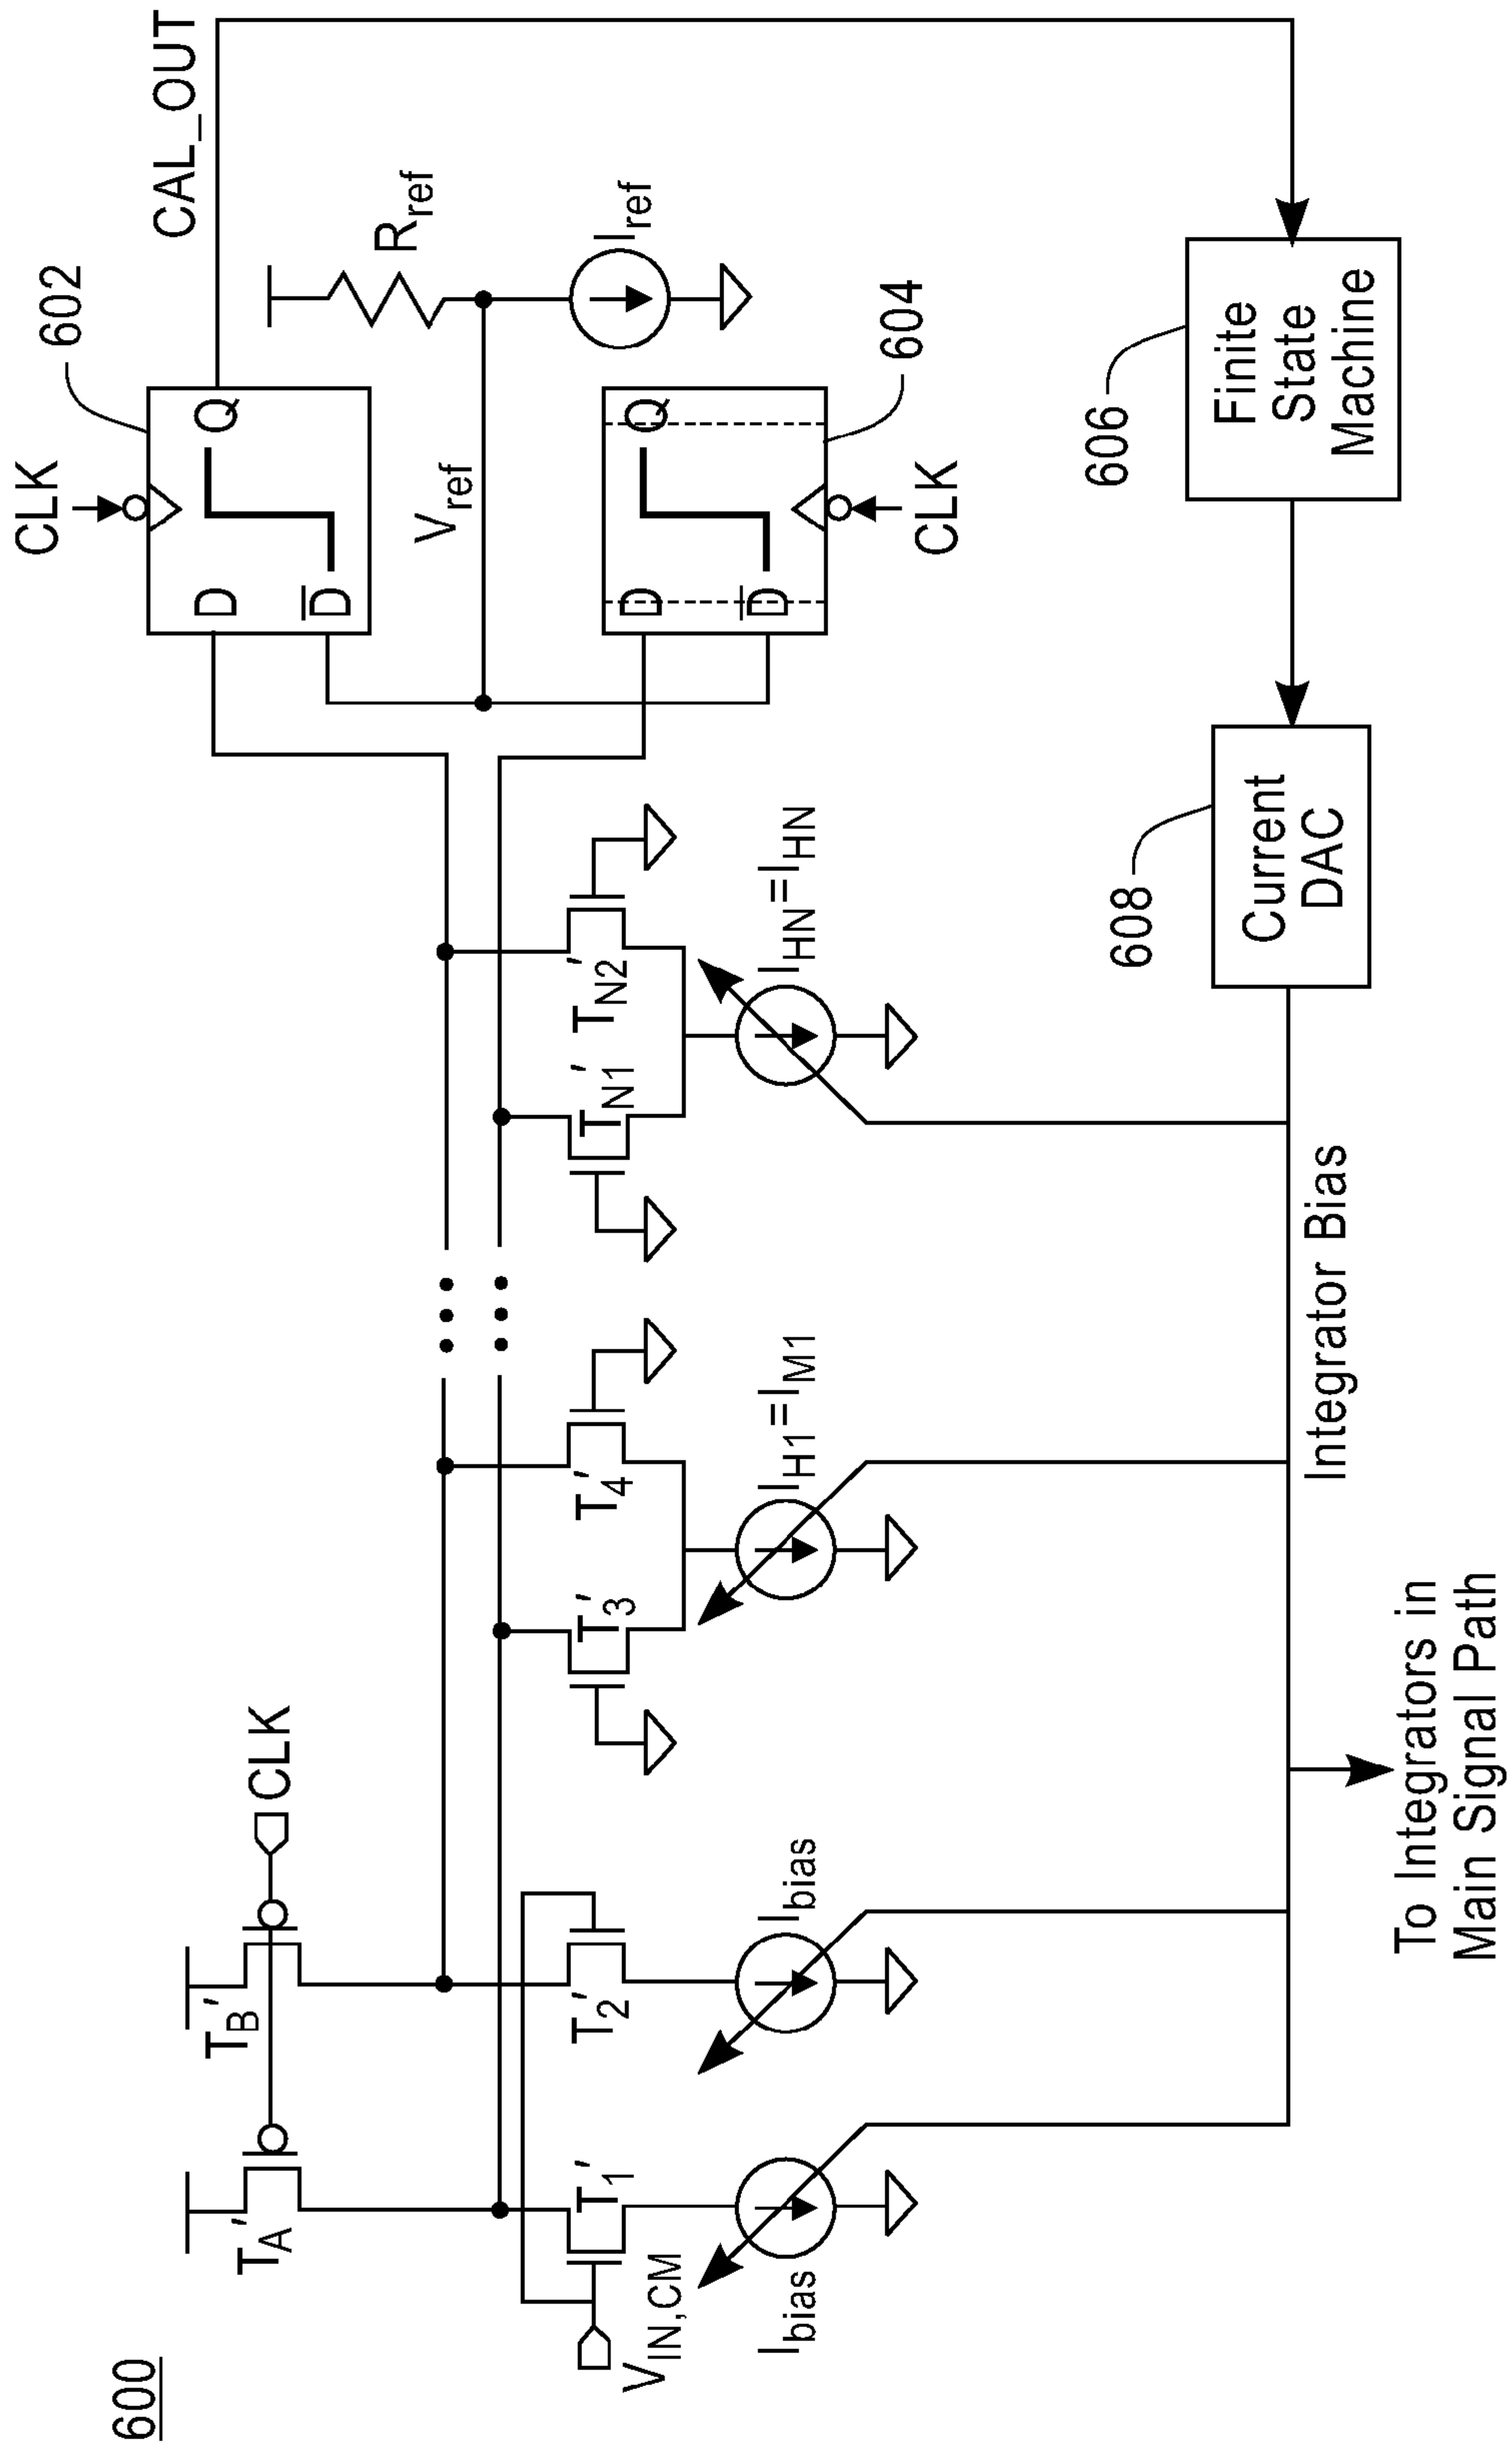 600
T_A'
T_B'
CLK
V_IN,CM
T_1'
T_2'
I_bias
I_bias
T_3'
T_4'
I_H1=I_M1
T_N1'
T_N2'
I_HN=I_HN
CLK
602
D
D̅
Q
CAL_OUT
V_ref
R_ref
I_ref
D
D̅
Q
604
CLK
606
Finite
State
Machine
608
Current
DAC
Integrator Bias
To Integrators in
Main Signal Path